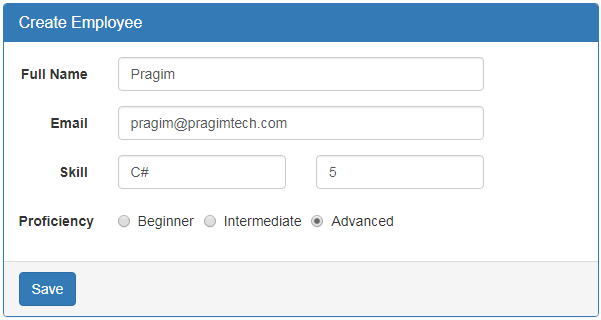 Create Employee
Full Name Pragim
Email pragim@pragimtech.com
Skill C# 5
Proficiency Beginner Intermediate Advanced
Save